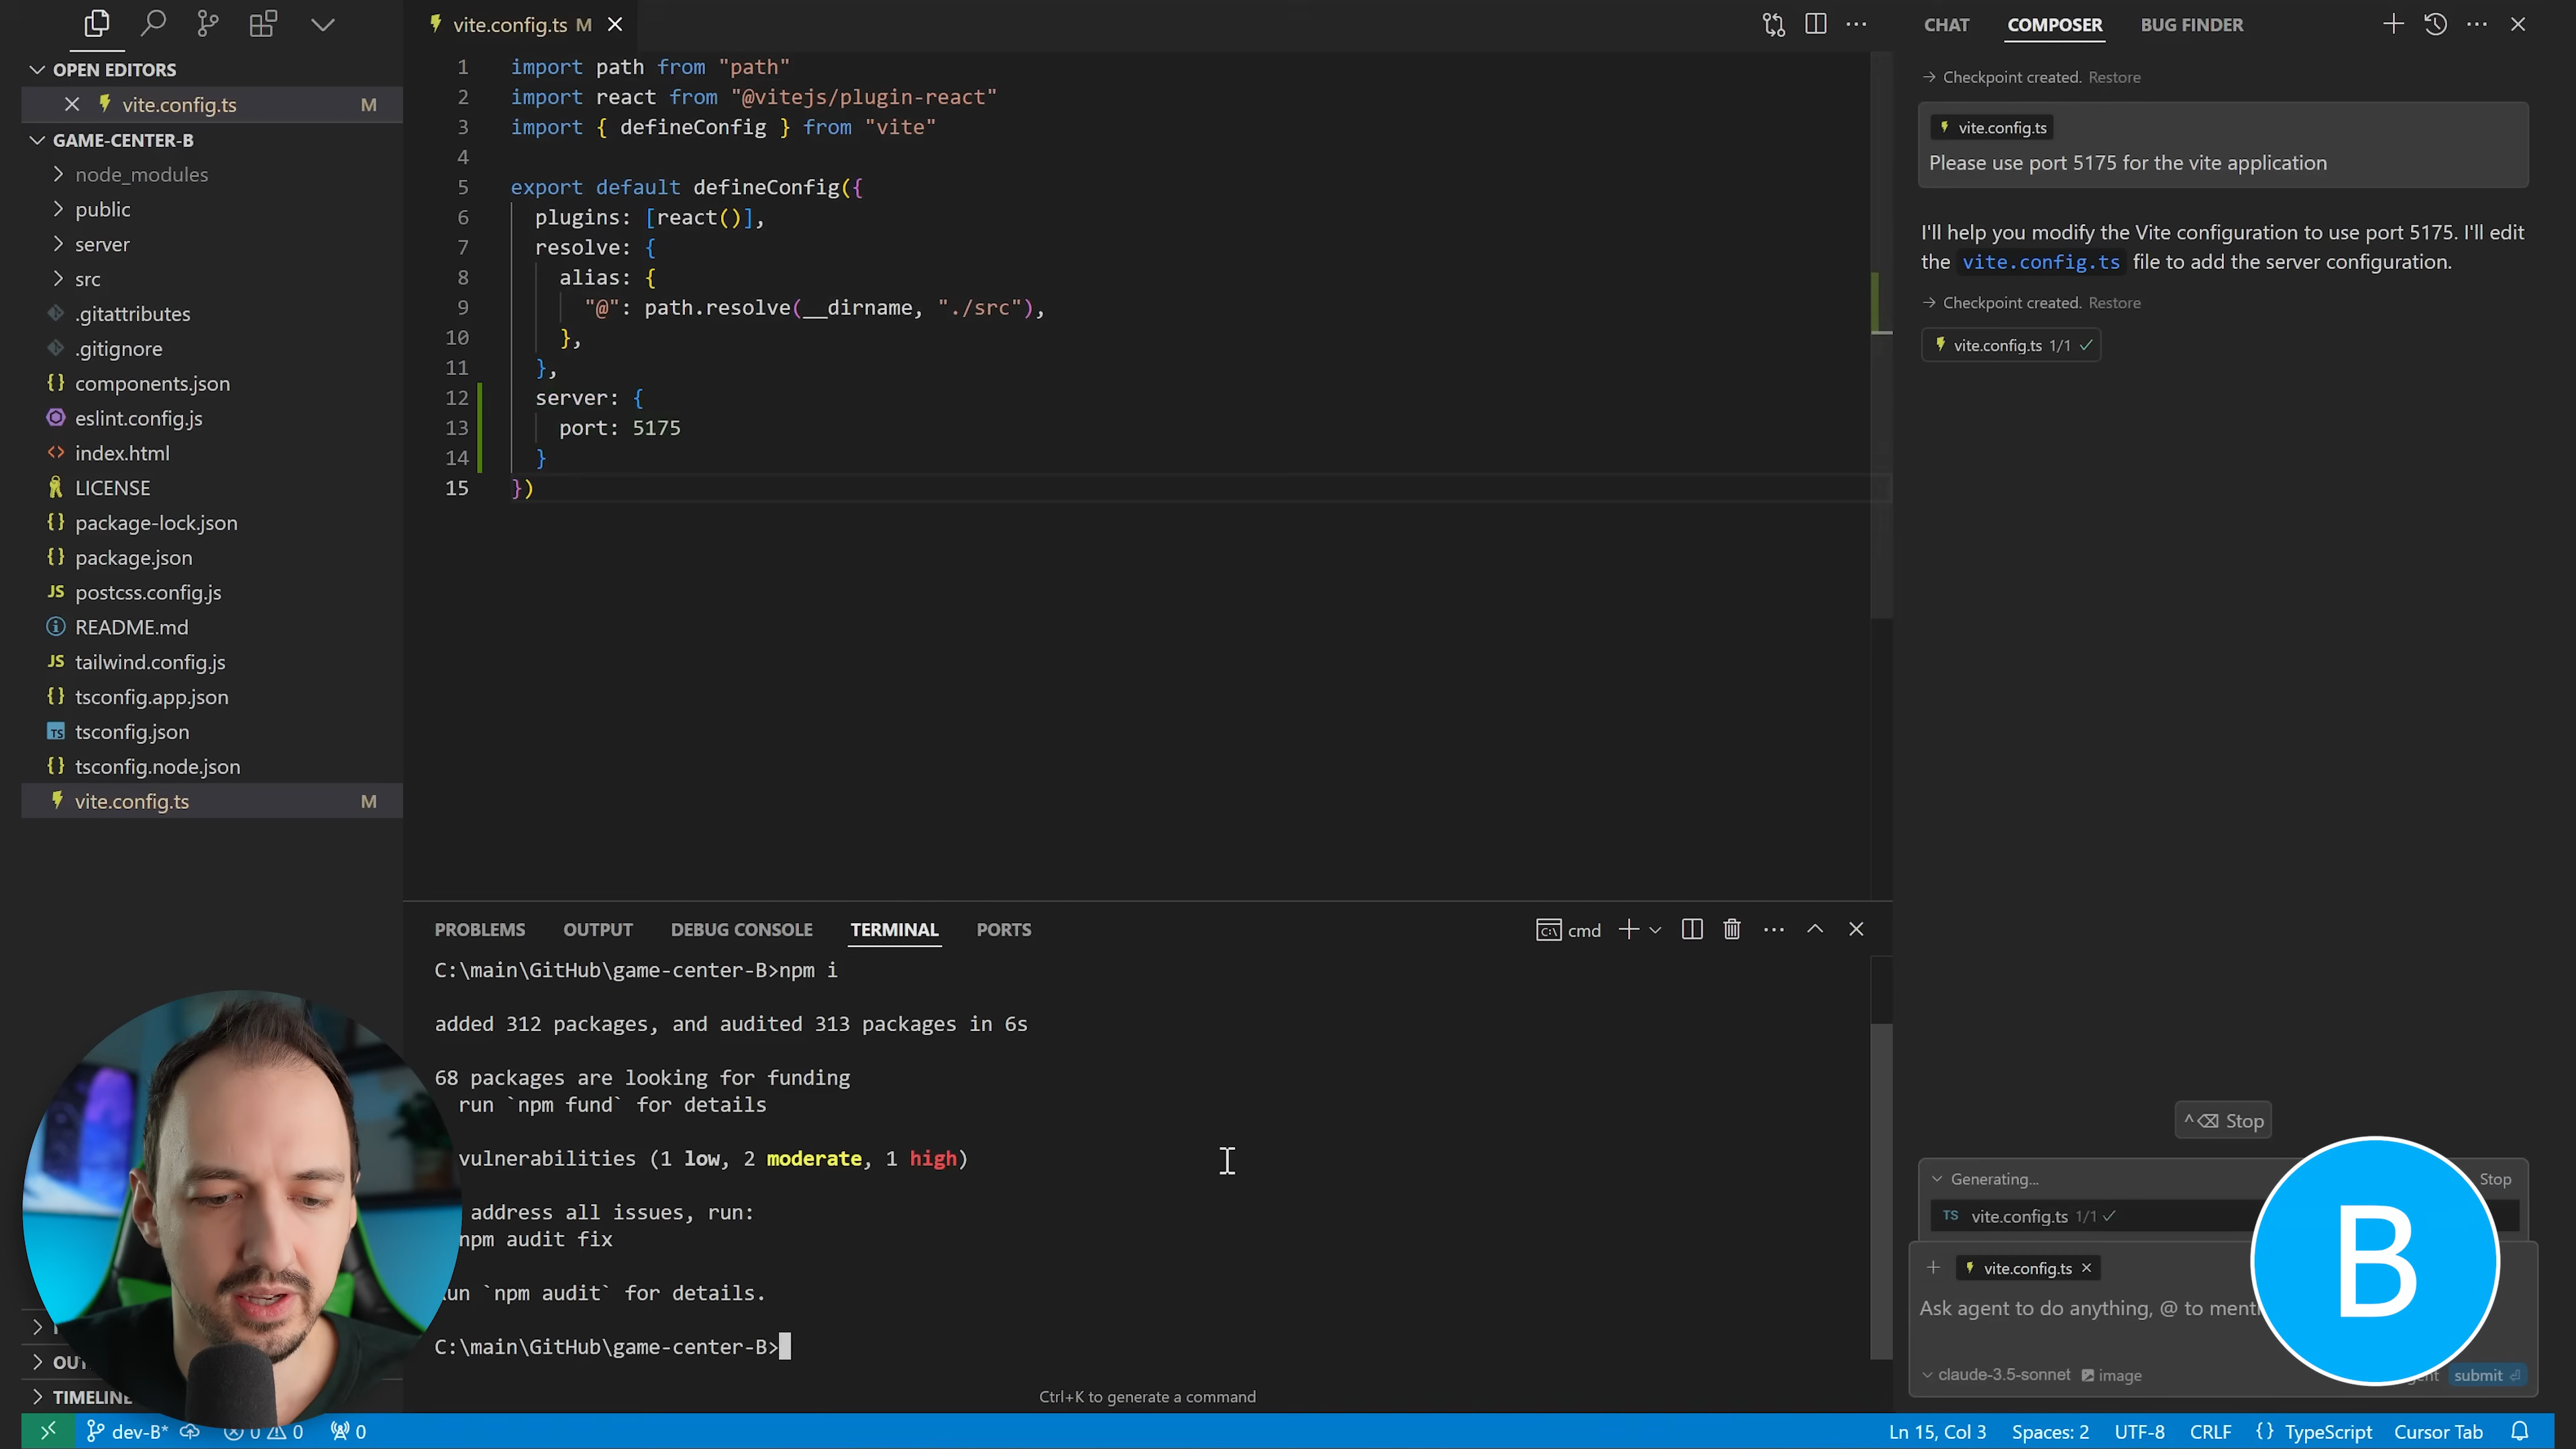 OPEN EDITORS
vite.config.ts M
GAME-CENTER-B
node_modules
public
server
src
.gitattributes
.gitignore
components.json
eslint.config.js
index.html
LICENSE
package-lock.json
package.json
postcss.config.js
README.md
tailwind.config.js
tsconfig.app.json
tsconfig.json
tsconfig.node.json
vite.config.ts M
TIMELINE
vite.config.ts M
1 import path from "path"
2 import react from "@vitejs/plugin-react"
3 import { defineConfig } from "vite"
4
5 export default defineConfig({
6 plugins: [react()],
7 resolve: {
8 alias: {
9 "@": path.resolve(__dirname, "./src"),
10 },
11 },
12 server: {
13 port: 5175
14 }
15 })
PROBLEMS OUTPUT DEBUG CONSOLE TERMINAL PORTS
cmd
C:\main\GitHub\game-center-B>npm i
added 312 packages, and audited 313 packages in 6s
68 packages are looking for funding
run `npm fund` for details
vulnerabilities (1 low, 2 moderate, 1 high)
address all issues, run:
npm audit fix
`npm audit` for details.
C:\main\GitHub\game-center-B>
Ctrl+K to generate a command
CHAT COMPOSER BUG FINDER
Checkpoint created. Restore
vite.config.ts
Please use port 5175 for the vite application
I'll help you modify the Vite configuration to use port 5175. I'll edit
the vite.config.ts file to add the server configuration.
Checkpoint created. Restore
vite.config.ts 1/1
Stop
Generating... Stop
TS vite.config.ts 1/1
vite.config.ts
Ask agent to do anything, @ to
claude-3.5-sonnet image submit
B
dev-B* 0 0 0
Ln 15, Col 3 Spaces: 2 UTF-8 CRLF {} TypeScript Cursor Tab